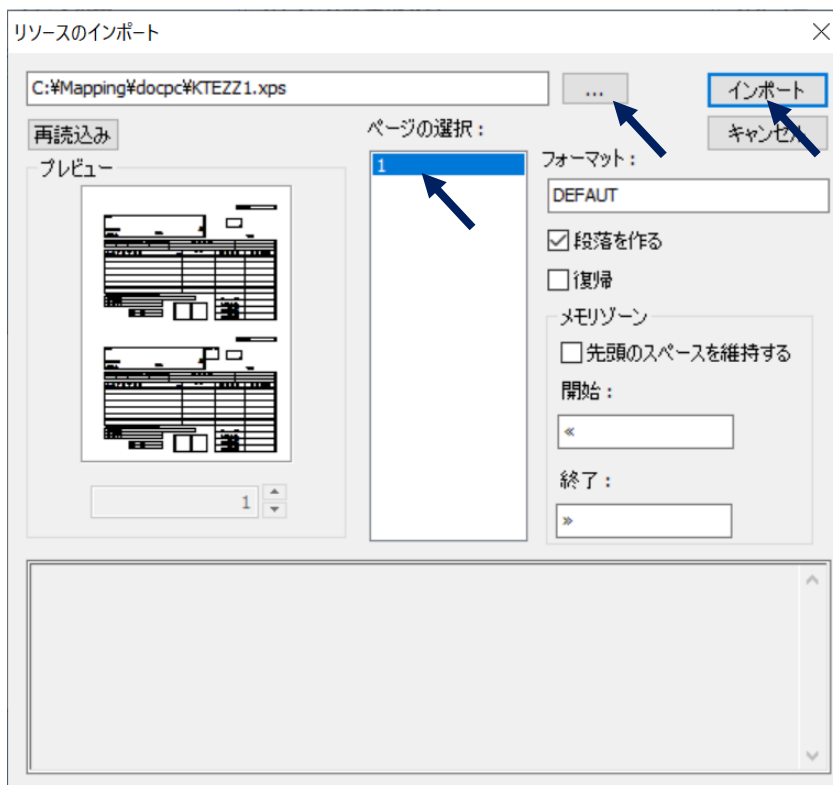 リソースのインポート
C:¥Mapping¥docpc¥KTEZZ1.xps
...
インポート
再読込み
ページの選択：
キャンセル
プレビュー
1
フォーマット：
DEFAUT
段落を作る
復帰
メモリゾーン
先頭のスペースを維持する
開始：
«
終了：
»
1